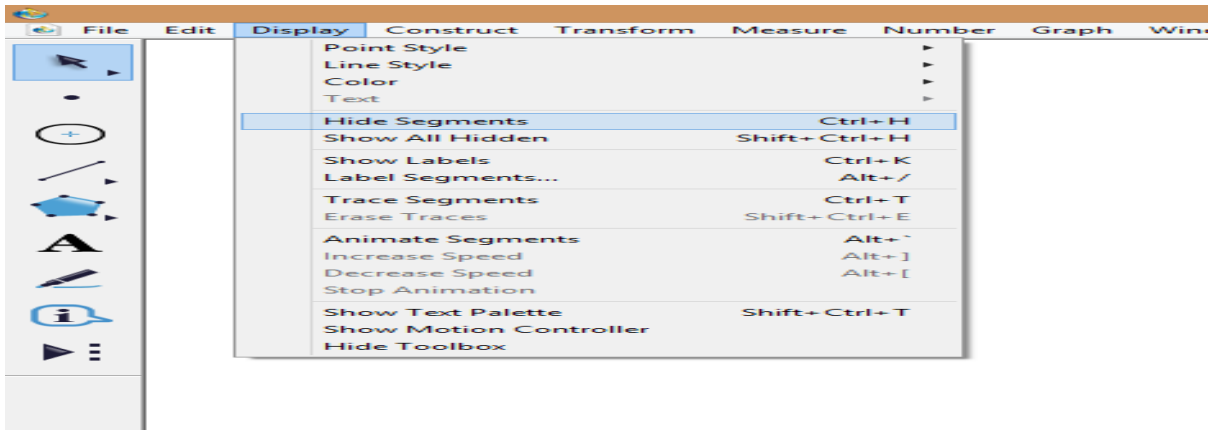 File Edit Display Construct Transform Measure Number Graph
Point Style
Line Style
Color
Text
Hide Segments Ctrl+H
Show All Hidden Shift+Ctrl+H
Show Labels Ctrl+K
Label Segments... Alt+/
Trace Segments Ctrl+T
Erase Traces Shift+Ctrl+E
Animate Segments Alt+`
Increase Speed Alt+]
Decrease Speed Alt+[
Stop Animation
Show Text Palette Shift+Ctrl+T
Show Motion Controller
Hide Toolbox
A
i